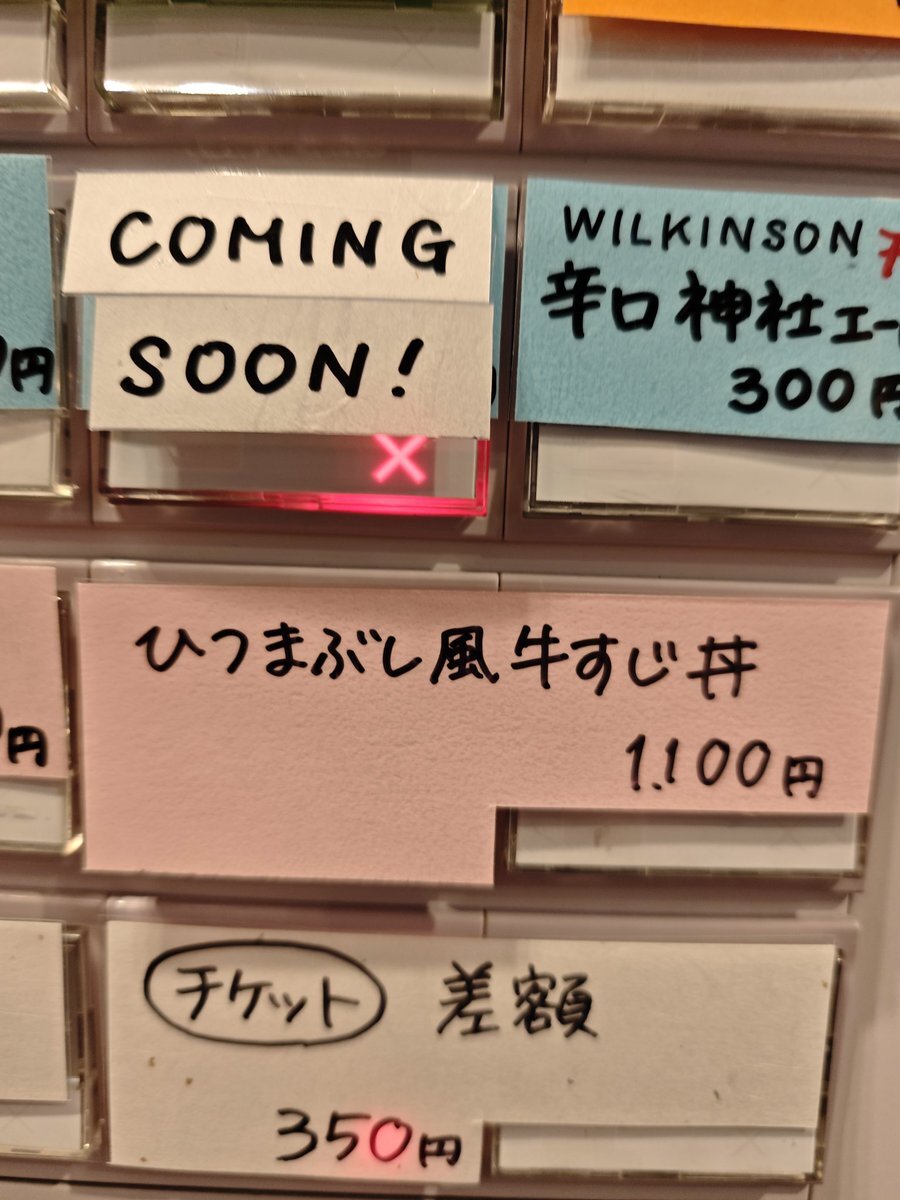 COMING
SOON!
WILKINSON
辛口神社エー
300円
円
ひつまぶし風牛すじ丼
1,100円
円
チケット 差額
350円